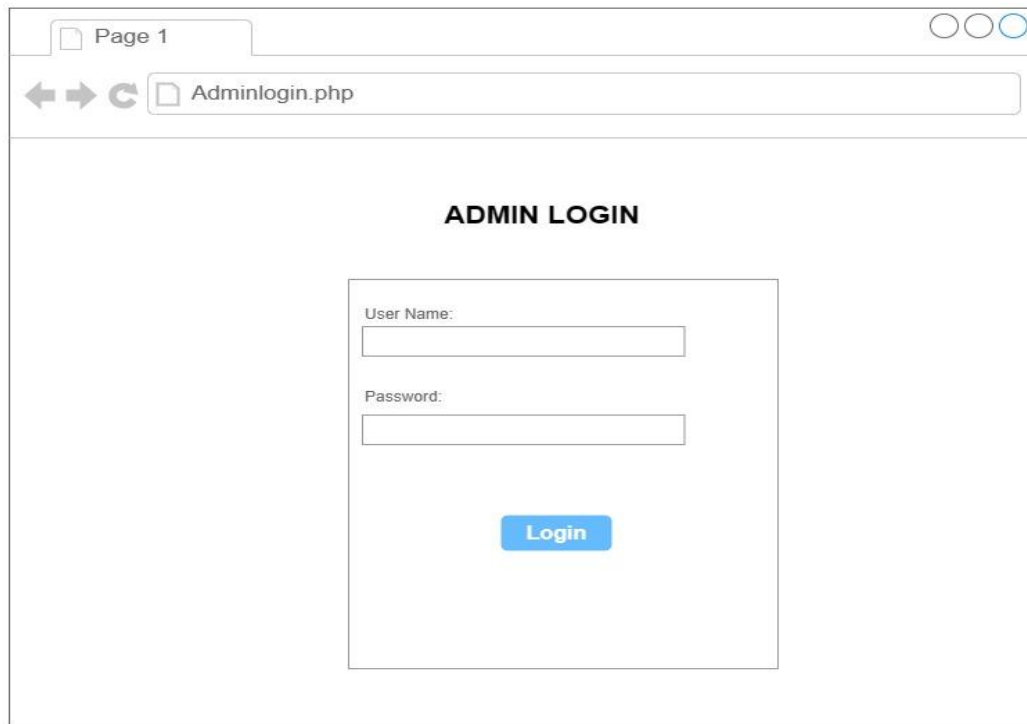 Page 1
Adminlogin.php
ADMIN LOGIN
User Name:
Password:
Login